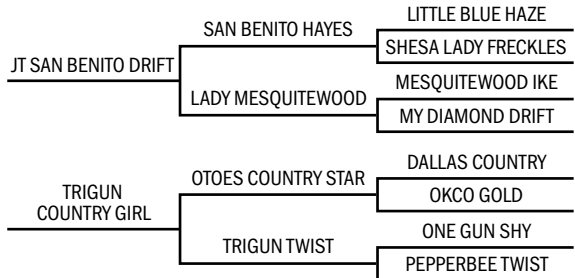 LITTLE BLUE HAZE
SAN BENITO HAYES
SHESA LADY FRECKLES
JT SAN BENITO DRIFT
MESQUITEWOOD IKE
LADY MESQUITEWOOD
MY DIAMOND DRIFT
DALLAS COUNTRY
OTOES COUNTRY STAR
OKCO GOLD
TRIGUN
COUNTRY GIRL
ONE GUN SHY
TRIGUN TWIST
PEPPERBEE TWIST